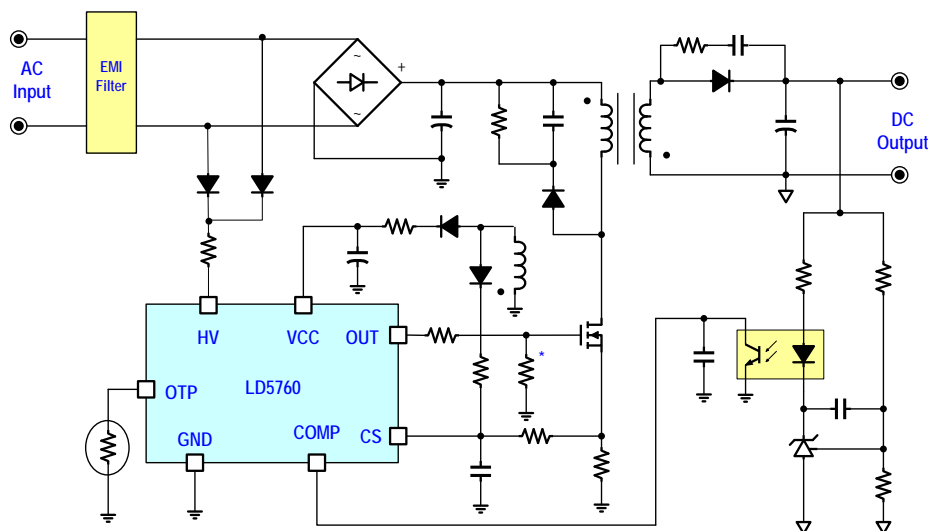 AC
Input
EMI
Filter
~
+
~
DC
Output
HV
VCC
OUT
*
OTP
LD5760
GND
COMP
CS